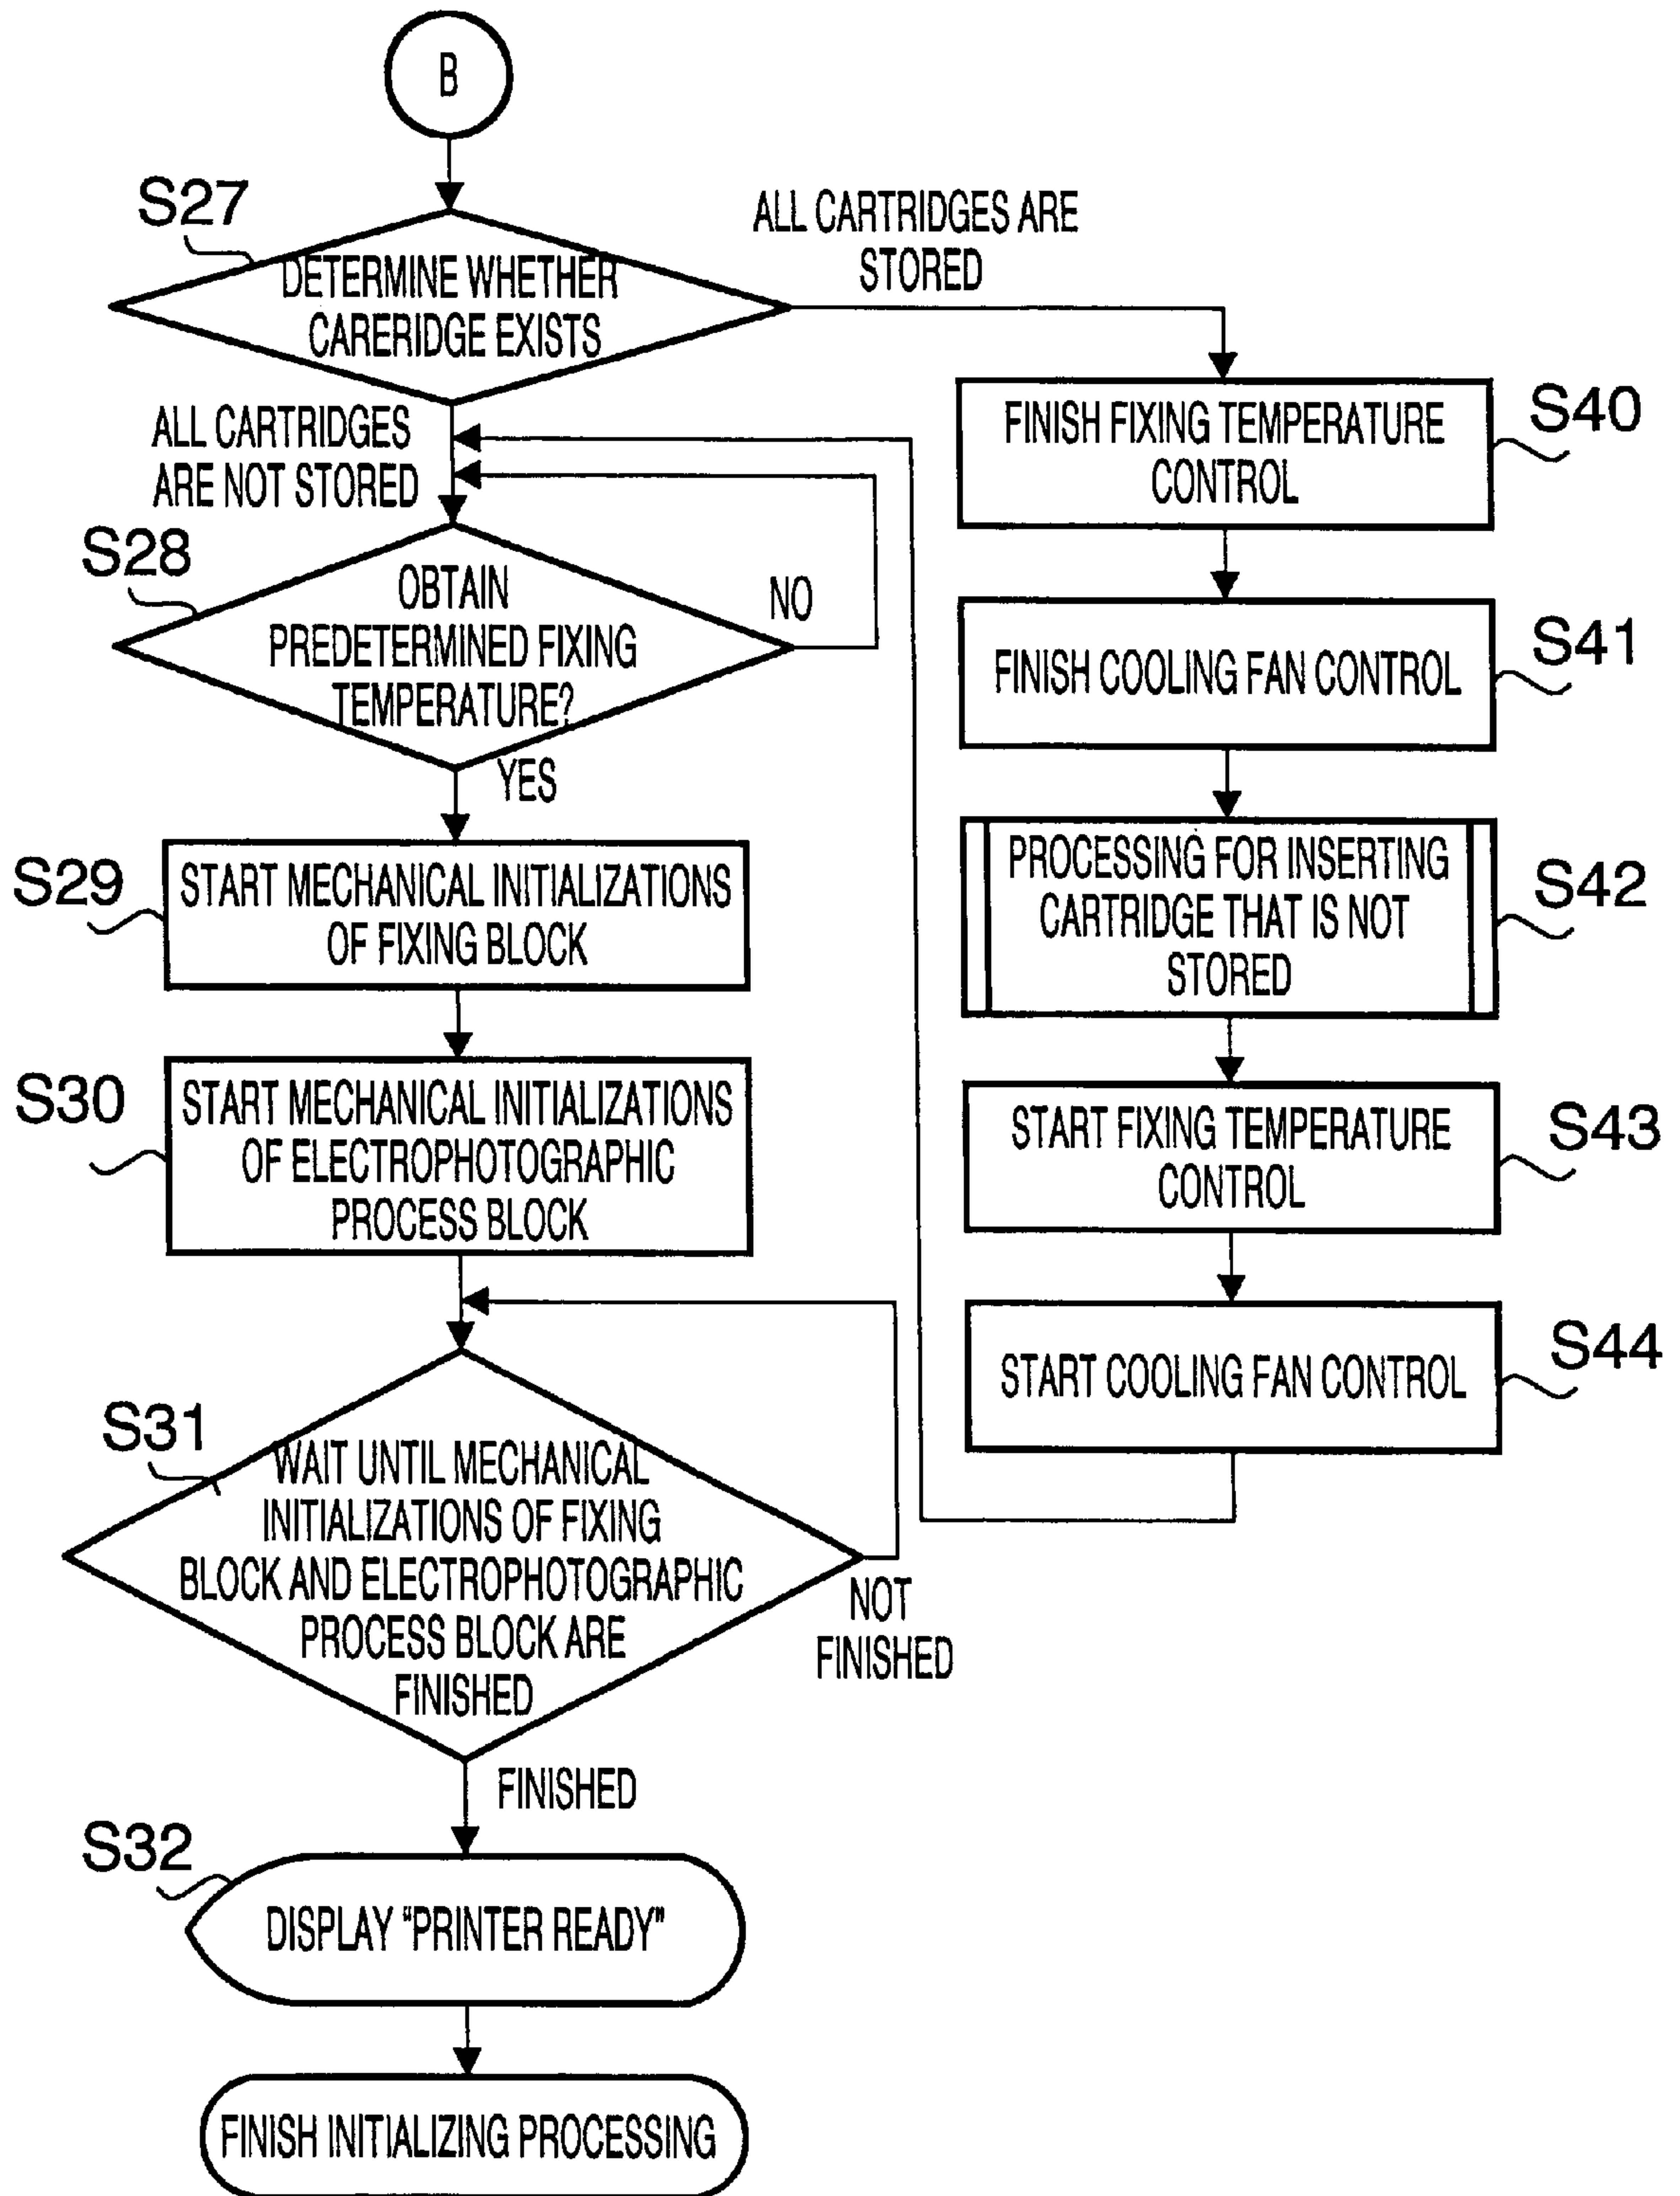 B
S27
DETERMINE WHETHER
CARERIDGE EXISTS
ALL CARTRIDGES ARE
STORED
ALL CARTRIDGES
ARE NOT STORED
S28
OBTAIN
PREDETERMINED FIXING
TEMPERATURE?
NO
YES
S29
START MECHANICAL INITIALIZATIONS
OF FIXING BLOCK
S30
START MECHANICAL INITIALIZATIONS
OF ELECTROPHOTOGRAPHIC
PROCESS BLOCK
S31
WAIT UNTIL MECHANICAL
INITIALIZATIONS OF FIXING
BLOCK AND ELECTROPHOTOGRAPHIC
PROCESS BLOCK ARE
FINISHED
NOT
FINISHED
FINISHED
S32
DISPLAY "PRINTER READY"
FINISH INITIALIZING PROCESSING
FINISH FIXING TEMPERATURE
CONTROL
S40
FINISH COOLING FAN CONTROL
S41
PROCESSING FOR INSERTING
CARTRIDGE THAT IS NOT
STORED
S42
START FIXING TEMPERATURE
CONTROL
S43
START COOLING FAN CONTROL
S44